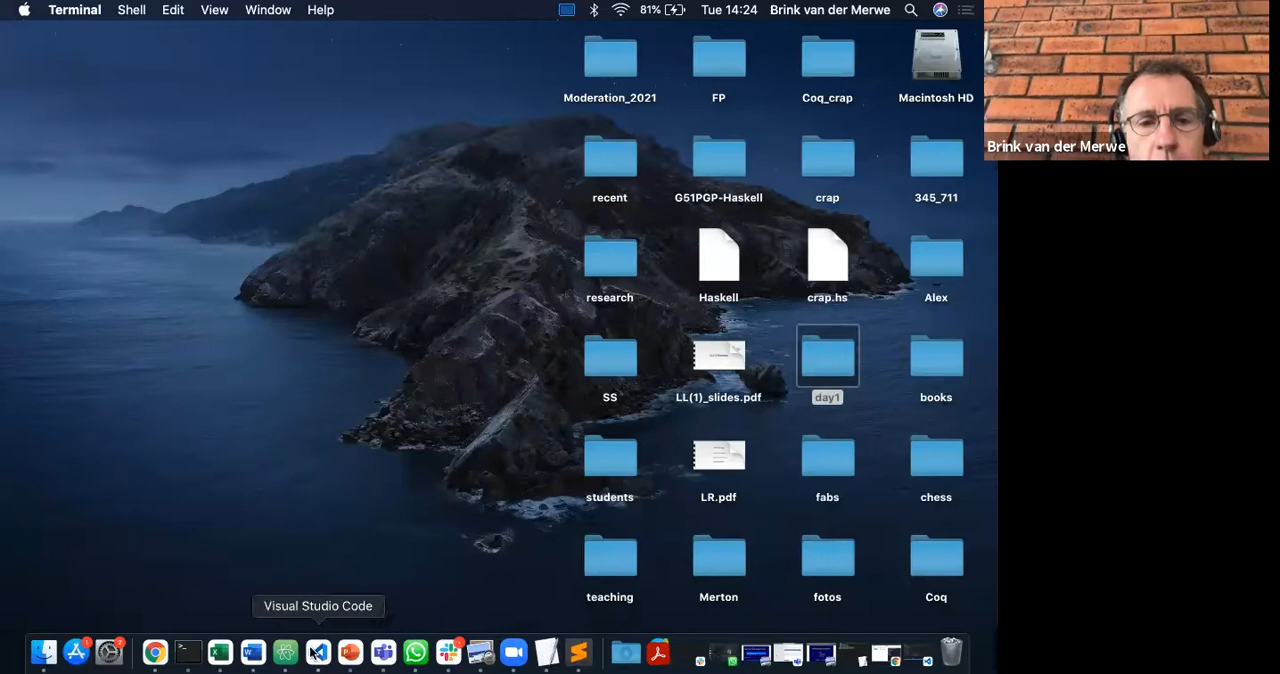 Terminal Shell Edit View Window Help 81% Tue 14:24 Brink van der Merwe
Moderation_2021 FP Coq_crap Macintosh HD
Brink van der Merwe
recent G51PGP-Haskell crap 345_711
research Haskell crap.hs Alex
SS LL(1)_slides.pdf day1 books
students LR.pdf fabs chess
teaching Merton fotos Coq
Visual Studio Code